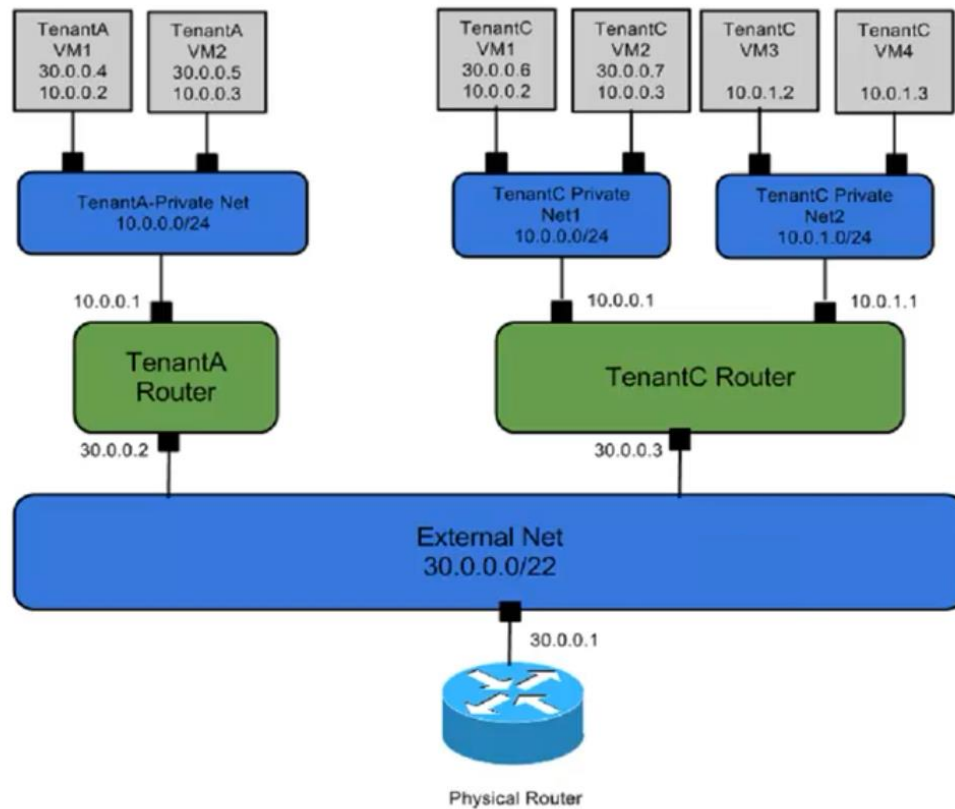 TenantA
VM1
30.0.0.4
10.0.0.2
TenantA
VM2
30.0.0.5
10.0.0.3
TenantC
VM1
30.0.0.6
10.0.0.2
TenantC
VM2
30.0.0.7
10.0.0.3
TenantC
VM3
10.0.1.2
TenantC
VM4
10.0.1.3
TenantA-Private Net
10.0.0.0/24
TenantC Private
Net1
10.0.0.0/24
TenantC Private
Net2
10.0.1.0/24
10.0.0.1
10.0.0.1
10.0.1.1
TenantA
Router
TenantC Router
30.0.0.2
30.0.0.3
External Net
30.0.0.0/22
30.0.0.1
Physical Router